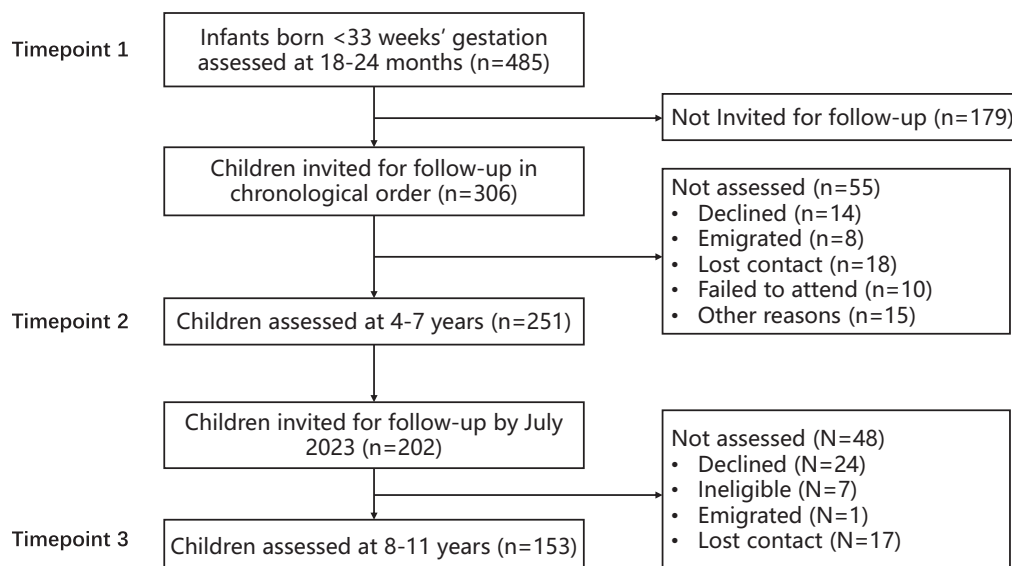 Timepoint 1
Infants born <33 weeks’ gestation
assessed at 18-24 months (n=485)
Not Invited for follow-up (n=179)
Children invited for follow-up in
chronological order (n=306)
Not assessed (n=55)
• Declined (n=14)
• Emigrated (n=8)
• Lost contact (n=18)
• Failed to attend (n=10)
• Other reasons (n=15)
Timepoint 2
Children assessed at 4-7 years (n=251)
Children invited for follow-up by July
2023 (n=202)
Not assessed (N=48)
• Declined (N=24)
• Ineligible (N=7)
• Emigrated (N=1)
• Lost contact (N=17)
Timepoint 3
Children assessed at 8-11 years (n=153)